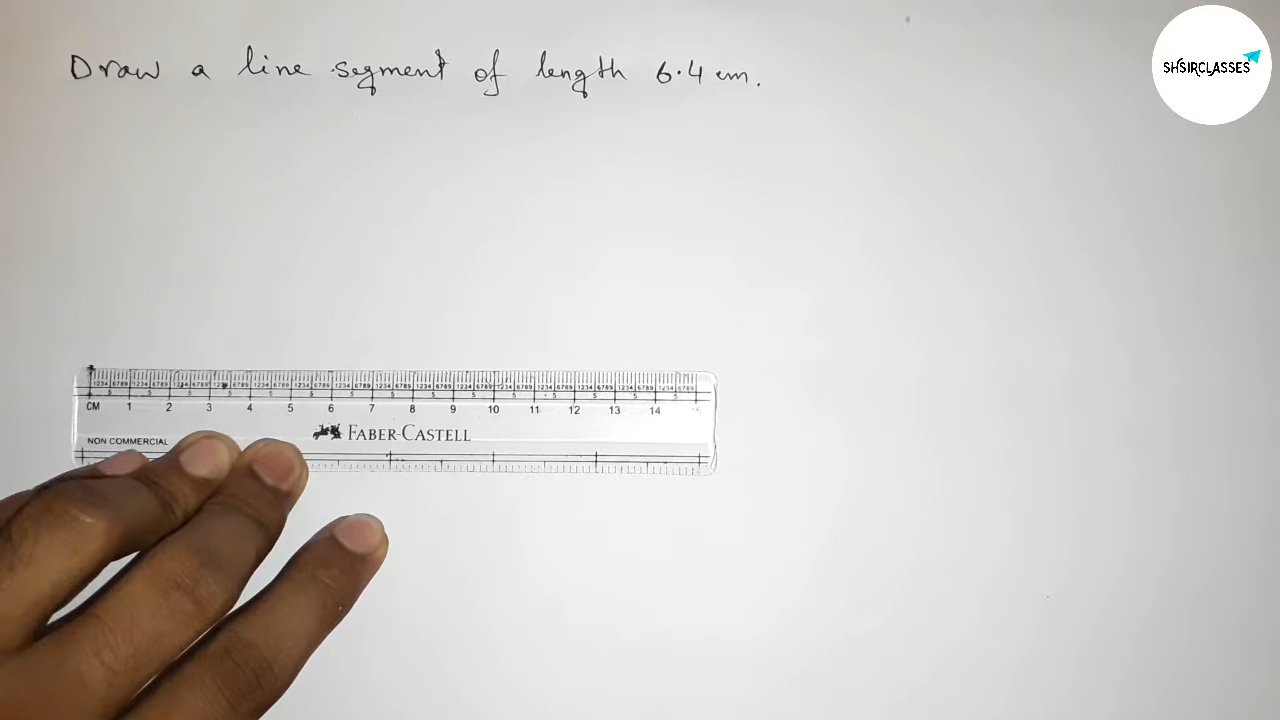 Draw a line segment of length 6.4 cm.
SHSIRCLASSES
CM 1 2 3 4 5 6 7 8 9 10 11 12 13 14 15
FABER-CASTELL
NON COMMERCIAL